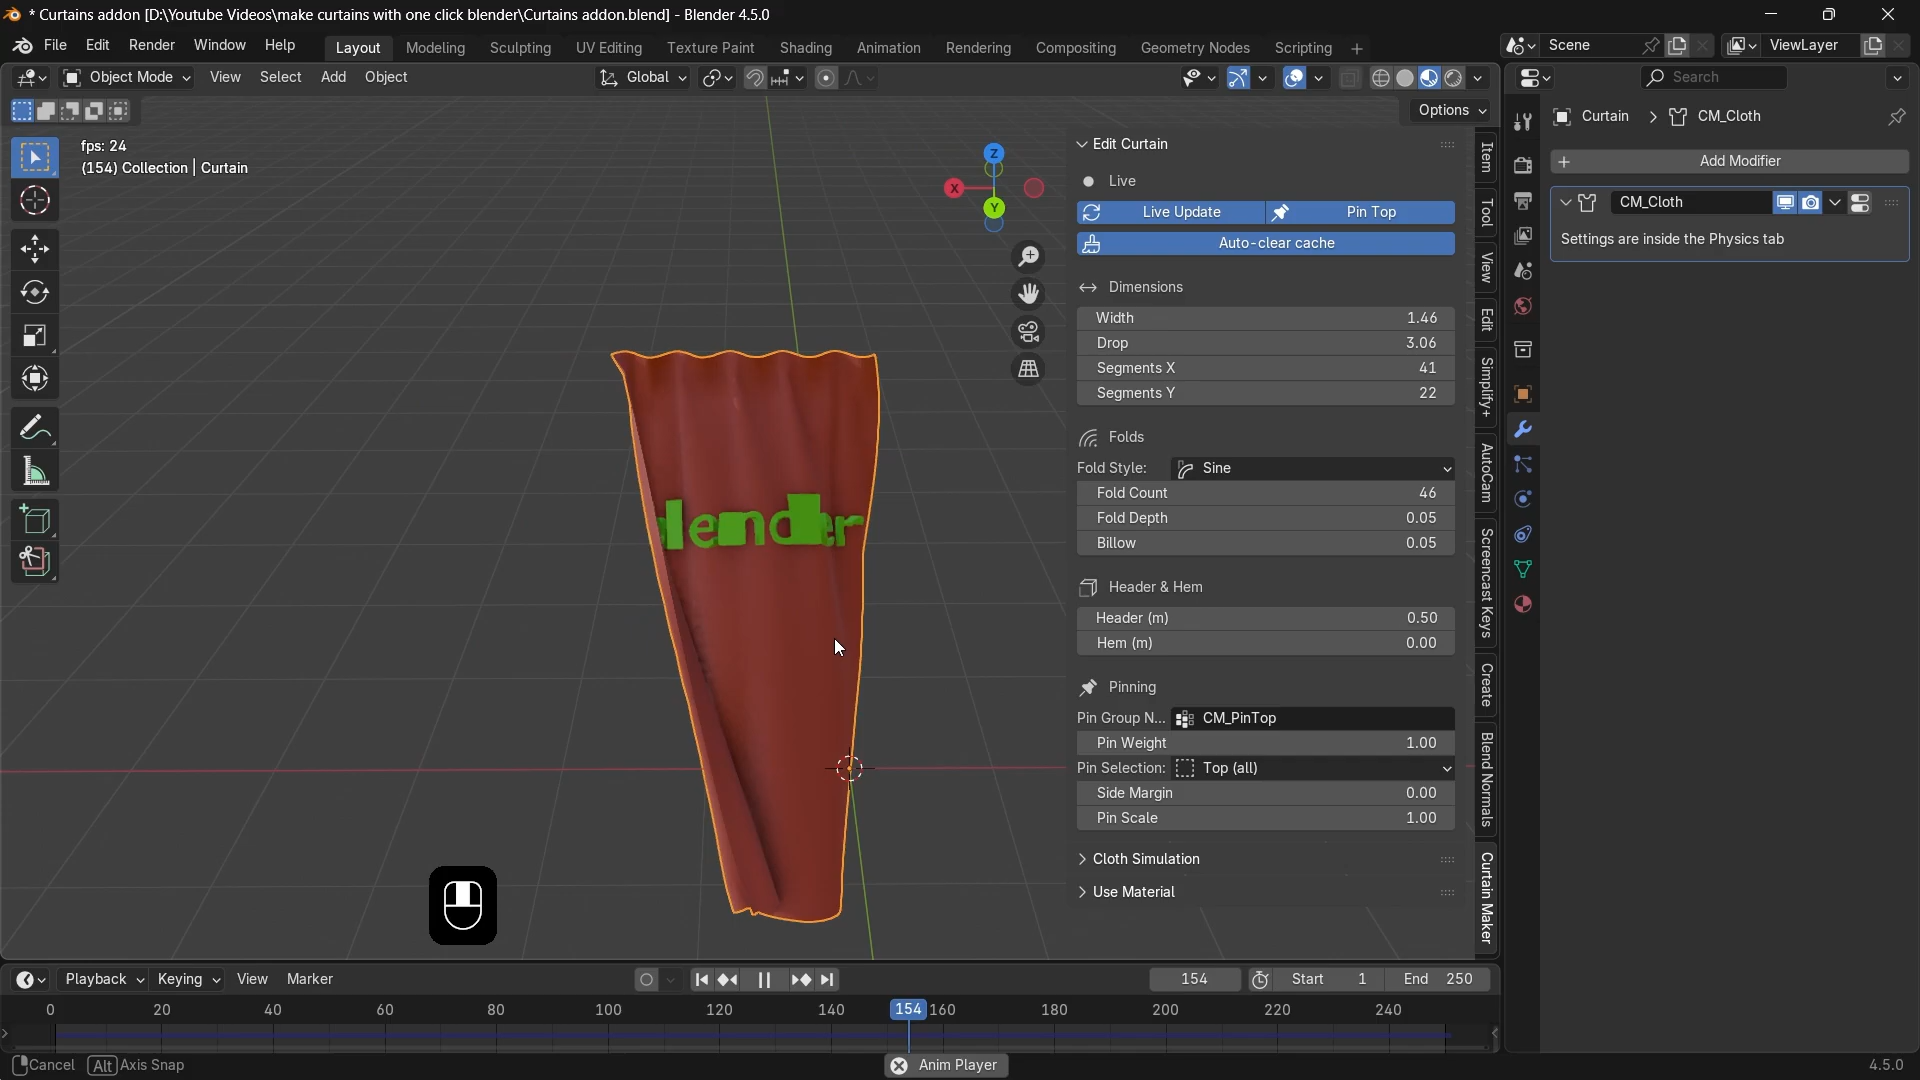 * Curtains addon [D:\Youtube Videos\make curtains with one click blender\Curtains addon.blend] - Blender 4.5.0
File Edit Render Window Help Layout Modeling Sculpting UV Editing Texture Paint Shading Animation Rendering Compositing Geometry Nodes Scripting + Scene ViewLayer
Object Mode View Select Add Object Global Search
Options
Curtain > CM_Cloth
fps: 24
(154) Collection | Curtain
Z
X
Y
Edit Curtain
Live
Live Update Pin Top
Auto-clear cache
Dimensions
Width 1.46
Drop 3.06
Segments X 41
Segments Y 22
Folds
Fold Style: Sine
Fold Count 46
Fold Depth 0.05
Billow 0.05
Header & Hem
Header (m) 0.50
Hem (m) 0.00
Pinning
Pin Group N... CM_PinTop
Pin Weight 1.00
Pin Selection: Top (all)
Side Margin 0.00
Pin Scale 1.00
Cloth Simulation
Use Material
Item
Tool
View
Edit
Simplify+
AutoCam
Screencast Keys
Create
Blend Normals
Curtain Maker
+ Add Modifier
CM_Cloth
Settings are inside the Physics tab
lender
Playback Keying View Marker 154 Start 1 End 250
0 20 40 60 80 100 120 140 154 160 180 200 220 240
Cancel Alt Axis Snap Anim Player 4.5.0